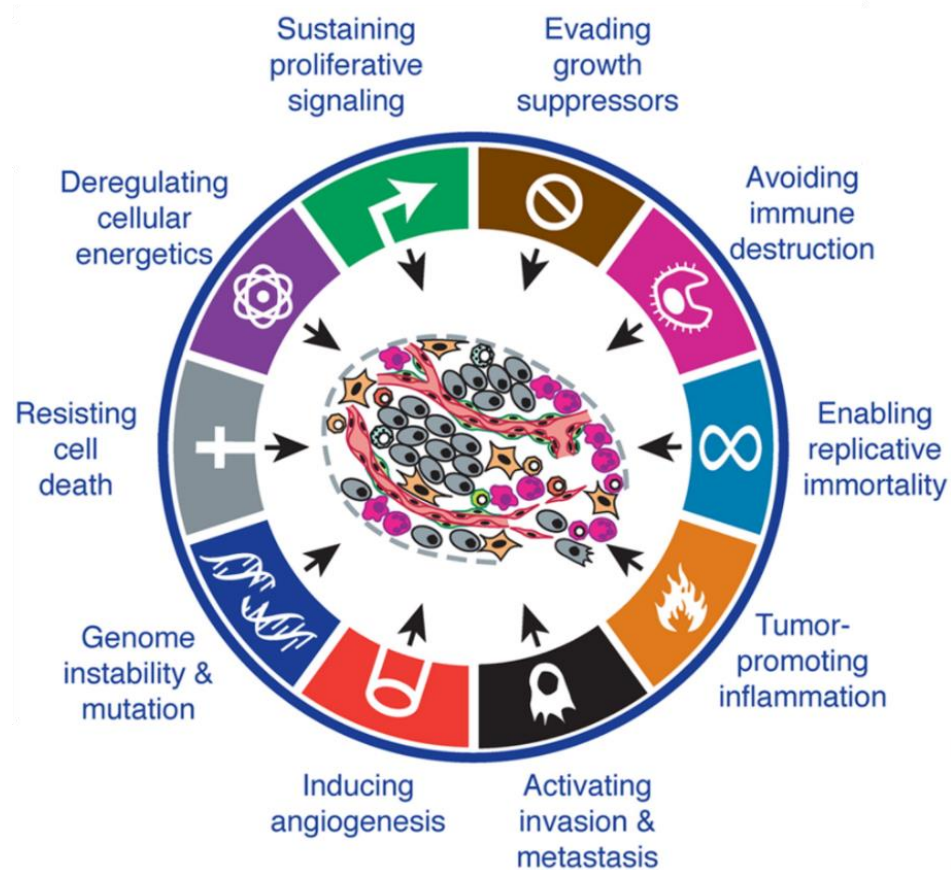 Sustaining
proliferative
signaling
Evading
growth
suppressors
Avoiding
immune
destruction
Enabling
replicative
immortality
Tumor-
promoting
inflammation
Activating
invasion &
metastasis
Inducing
angiogenesis
Genome
instability &
mutation
Resisting
cell
death
Deregulating
cellular
energetics